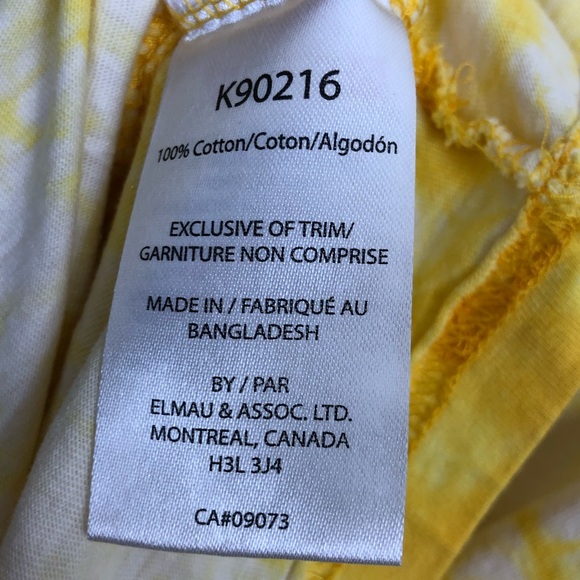 K90216
100% Cotton/Coton/Algodón
EXCLUSIVE OF TRIM/
GARNITURE NON COMPRISE
MADE IN / FABRIQUÉ AU
BANGLADESH
BY / PAR
ELMAU & ASSOC. LTD.
MONTREAL, CANADA
H3L 3J4
CA#09073